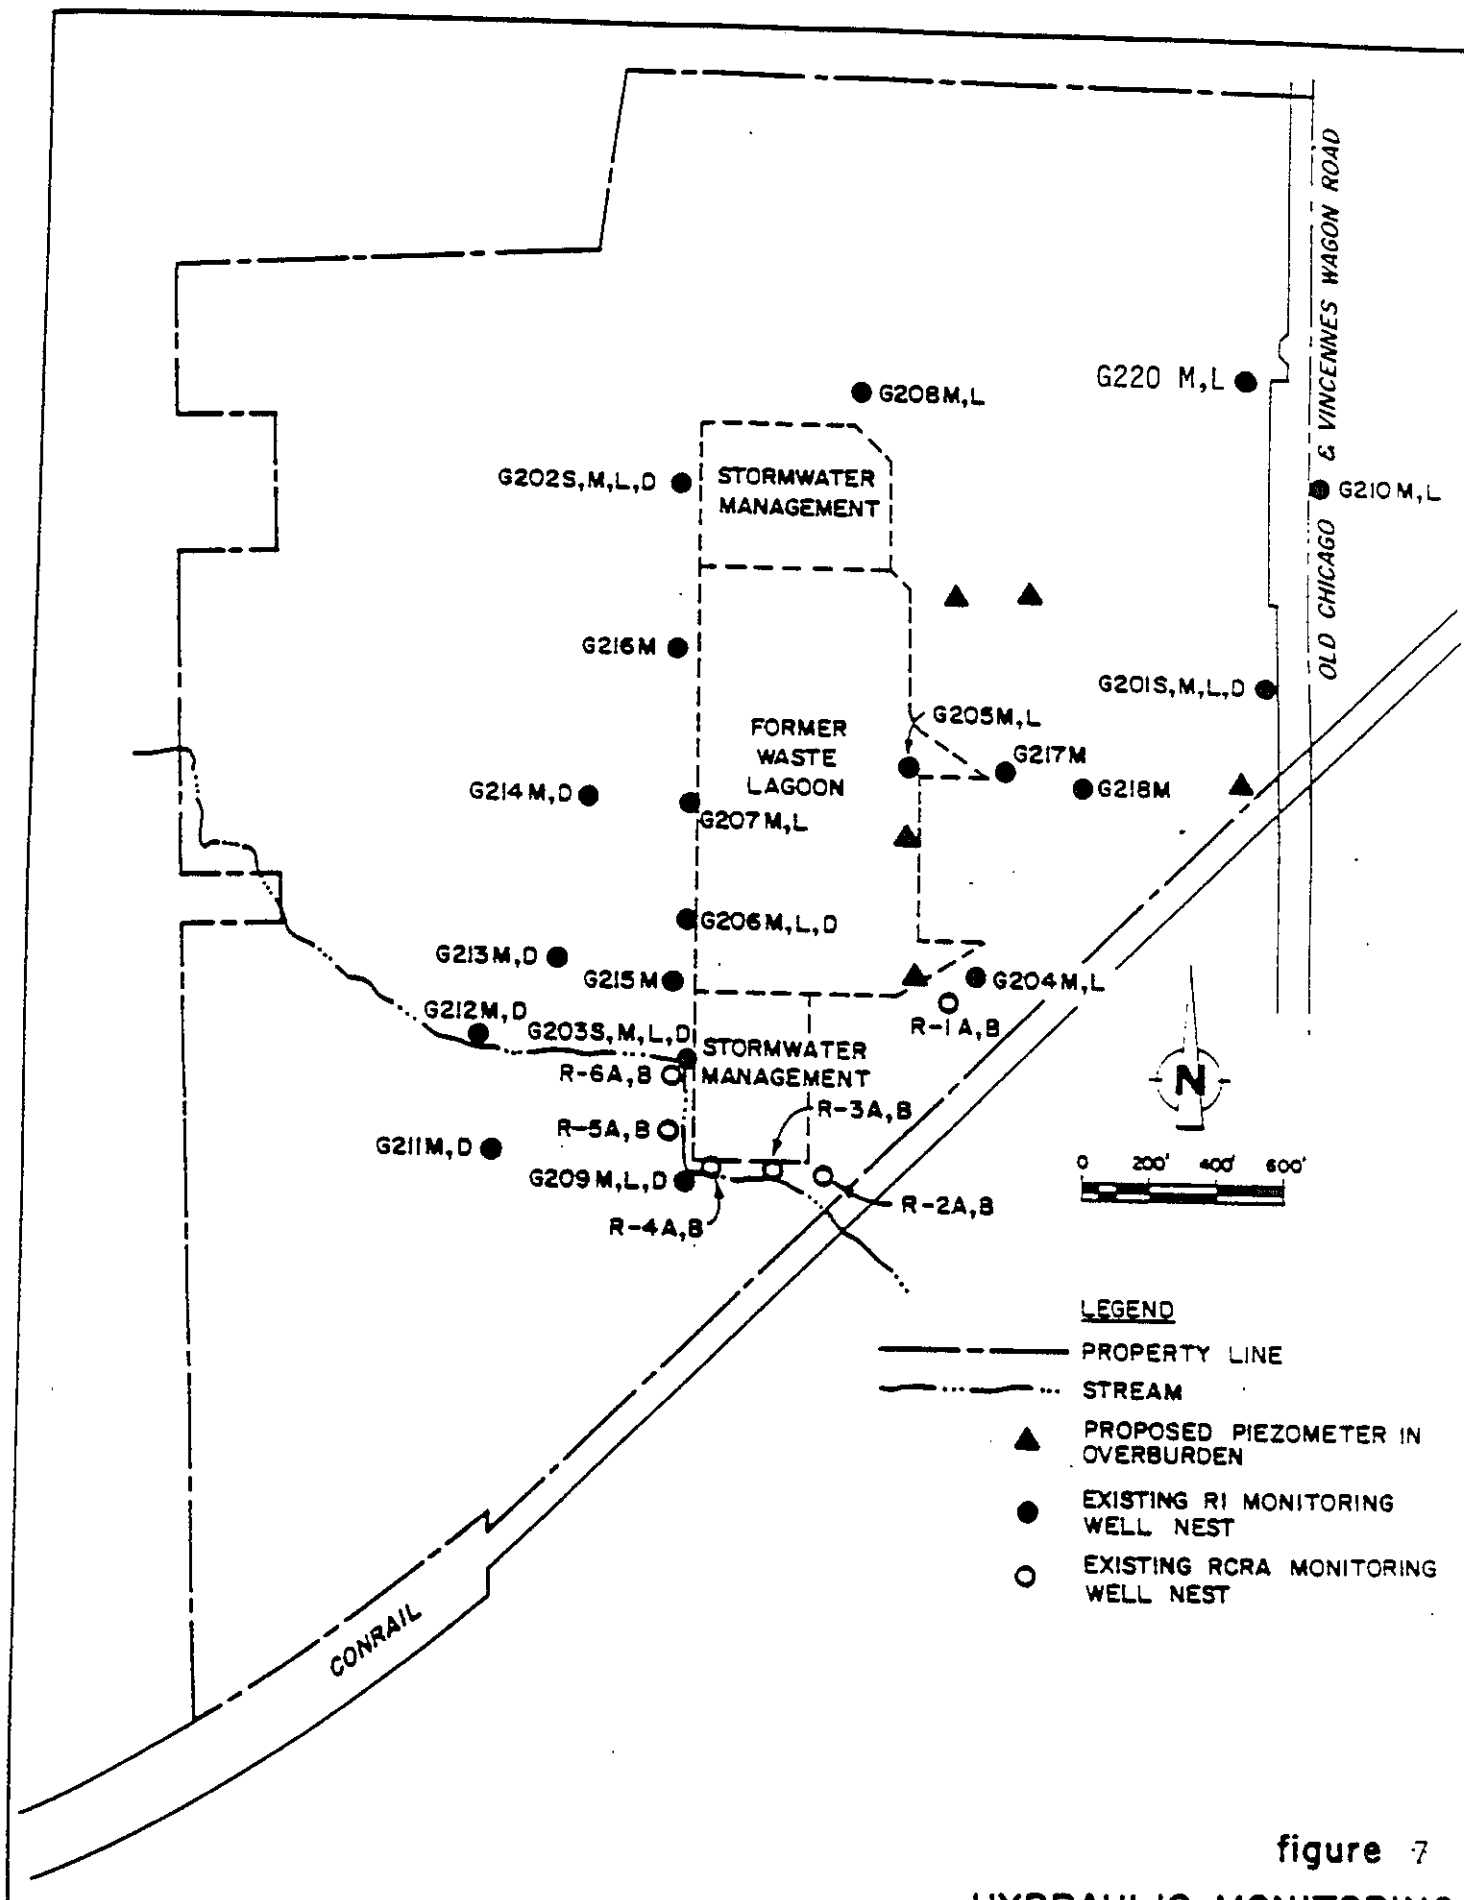 OLD CHICAGO & VINCENNES WAGON ROAD
G220 M,L
G208M,L
G202S,M,L,D
STORMWATER
MANAGEMENT
G210M,L
G216M
G201S,M,L,D
G205M,L
FORMER
WASTE
LAGOON
G217M
G214M,D
G218M
G207M,L
G206M,L,D
G213M,D
G215M
G204M,L
G212M,D
G203S,M,L,D
R-1A,B
STORMWATER
MANAGEMENT
R-6A,B
N
R-3A,B
R-5A,B
G211M,D
0 200' 400' 600'
G209M,L,D
R-2A,B
R-4A,B
LEGEND
PROPERTY LINE
STREAM
PROPOSED PIEZOMETER IN
OVERBURDEN
EXISTING RI MONITORING
WELL NEST
EXISTING RCRA MONITORING
WELL NEST
CONRAIL
figure 7
HYDRAULIC MONITORING